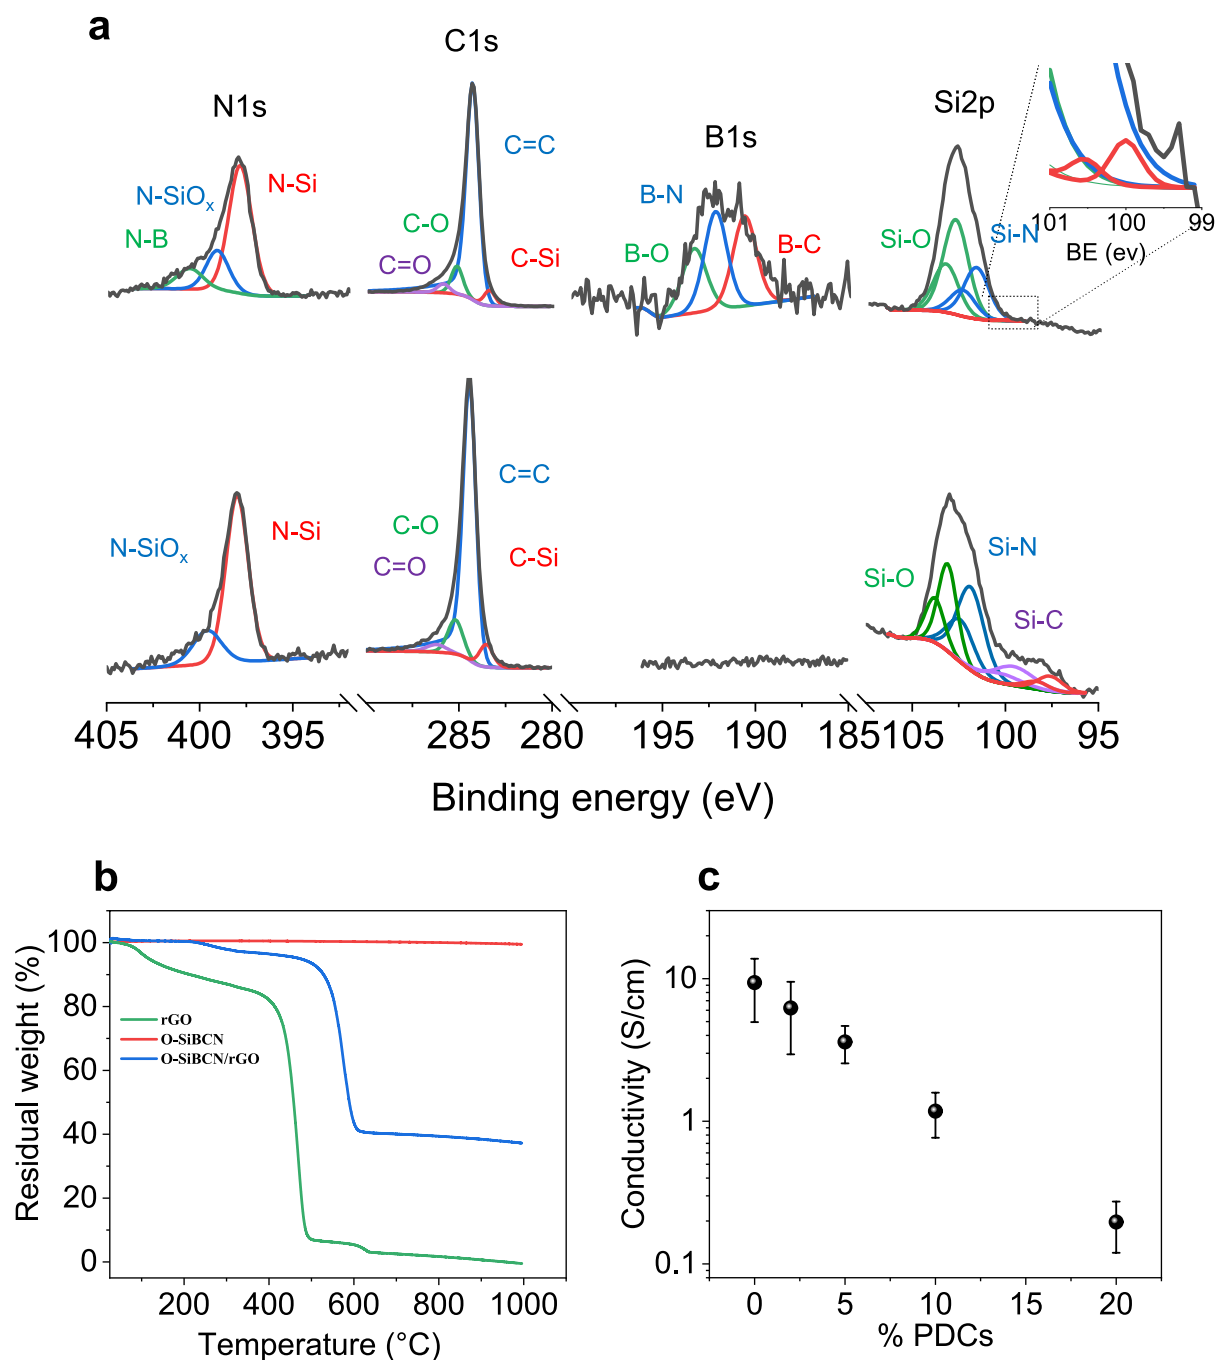 a
N1s
C1s
B1s
Si2p
N-SiOx
N-Si
N-B
C=C
C-O
C=O
C-Si
B-N
B-O
B-C
Si-O
Si-N
101 100 99
BE (ev)
N-SiOx
N-Si
C=C
C-O
C=O
C-Si
Si-N
Si-O
Si-C
405 400 395 285 280 195 190 185 105 100 95
Binding energy (eV)
b
Residual weight (%)
100
80
60
40
20
0
rGO
O-SiBCN
O-SiBCN/rGO
200 400 600 800 1000
Temperature (°C)
c
Conductivity (S/cm)
10
1
0.1
0 5 10 15 20
% PDCs